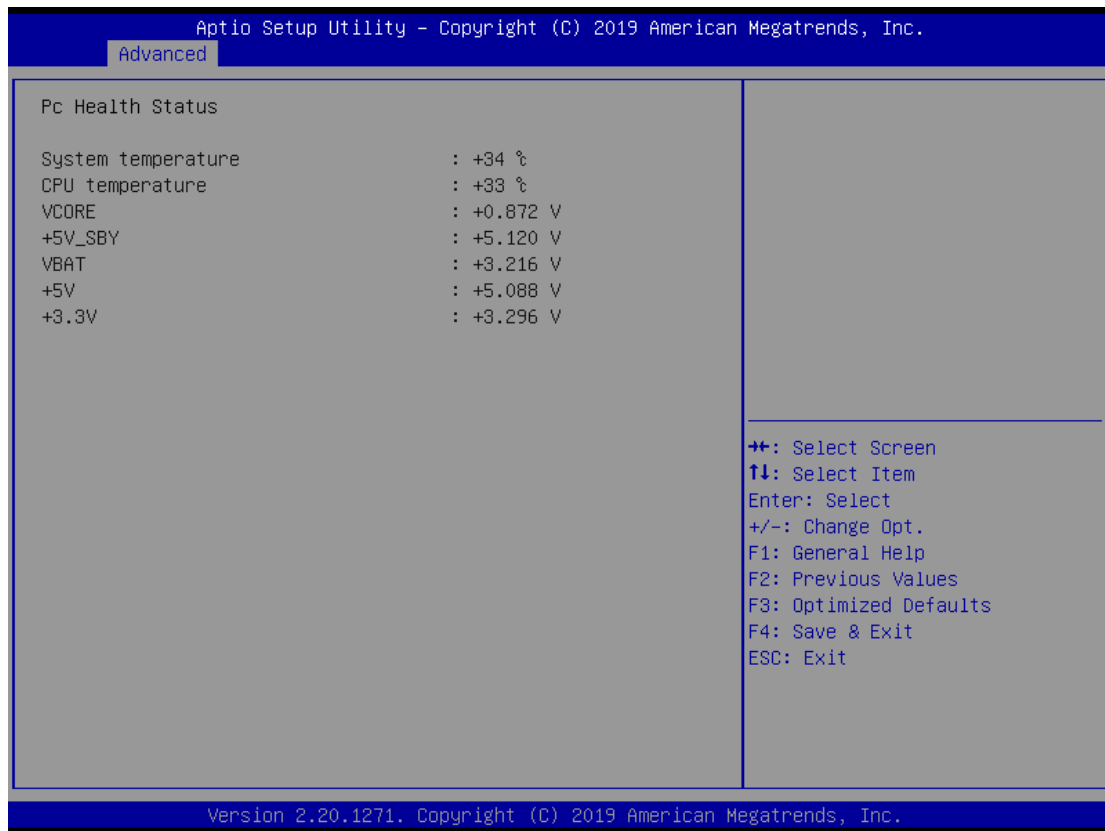 Aptio Setup Utility – Copyright (C) 2019 American Megatrends, Inc.
Advanced
Pc Health Status
System temperature : +34 ℃
CPU temperature : +33 ℃
VCORE : +0.872 V
+5V_SBY : +5.120 V
VBAT : +3.216 V
+5V : +5.088 V
+3.3V : +3.296 V
→←: Select Screen
↑↓: Select Item
Enter: Select
+/-: Change Opt.
F1: General Help
F2: Previous Values
F3: Optimized Defaults
F4: Save & Exit
ESC: Exit
Version 2.20.1271. Copyright (C) 2019 American Megatrends, Inc.